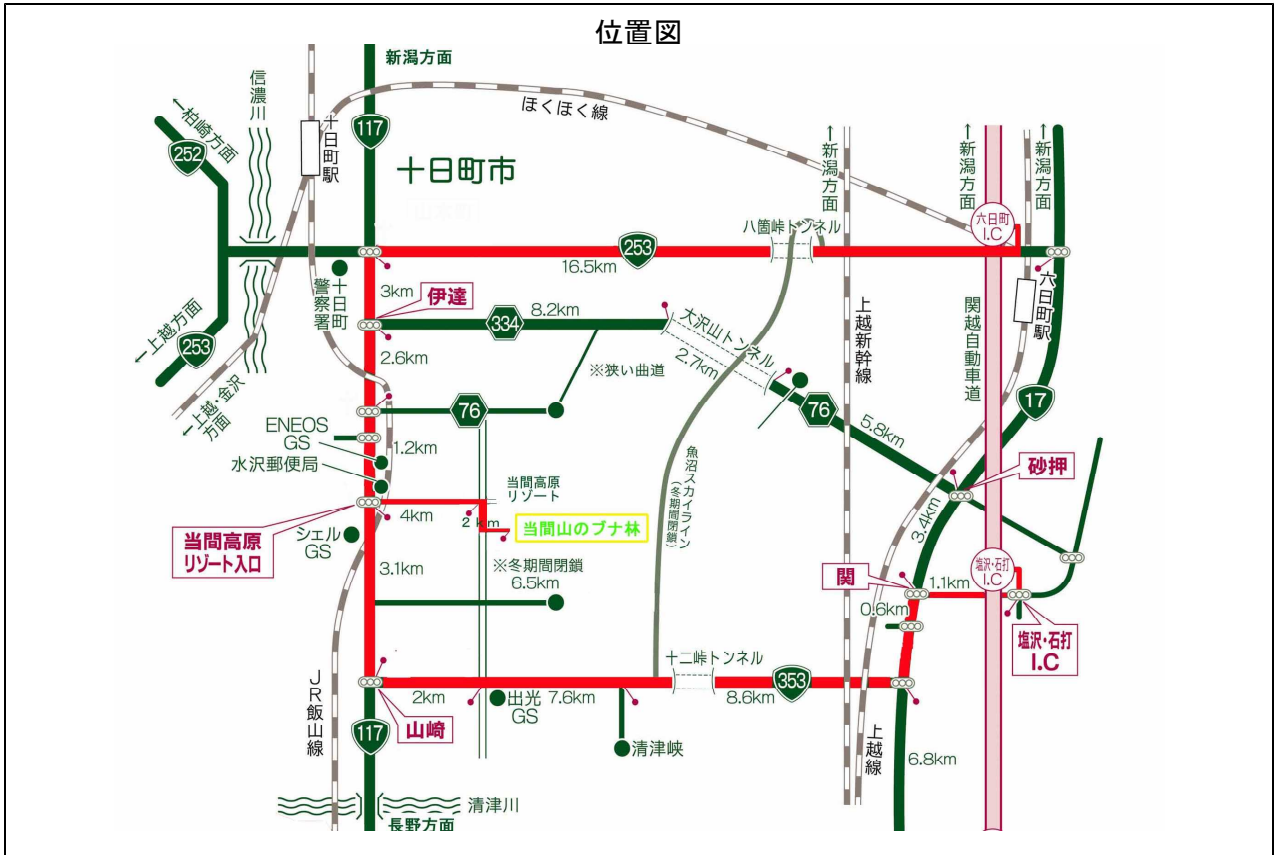 位置図
新潟方面
信濃川
←柏崎方面
252
十日町駅
117
十日町市
ほくほく線
←新潟方面
←新潟方面
←新潟方面
八箇峠トンネル
六日町
I.C
253
16.5km
十日町
警察署
3km
伊達
8.2km
334
大沢山トンネル
2.7km
上越新幹線
関越自動車道
六日町駅
←上越方面
253
←上越・金沢
方面
2.6km
※狭い曲道
76
76
5.8km
17
ENEOS
GS
1.2km
水沢郵便局
魚沼スカイライン
(冬期間閉鎖)
砂押
当間高原
リゾート
4km
2km
当間山のブナ林
3.4km
当間高原
リゾート入口
シェル
GS
3.1km
※冬期間閉鎖
6.5km
関
1.1km
塩沢・石打
I.C
0.6km
塩沢・石打
I.C
十二峠トンネル
353
2km
出光
GS
7.6km
8.6km
JR飯山線
山崎
117
清津峡
上越線
6.8km
清津川
長野方面